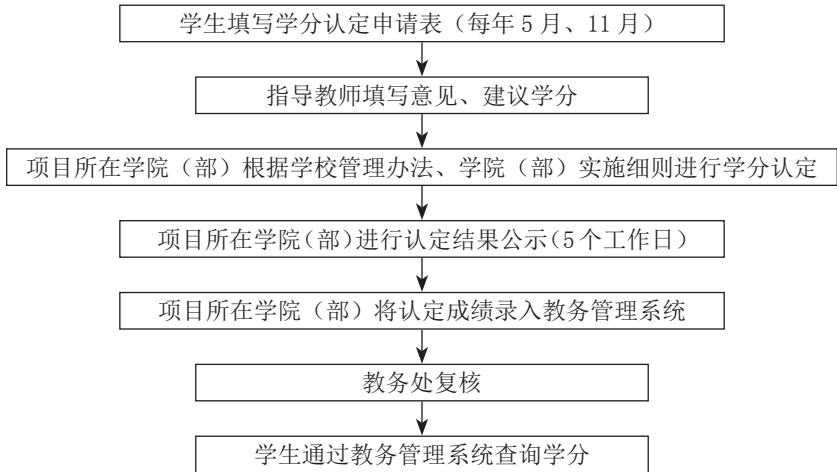 学生填写学分认定申请表（每年 5 月、11 月）
指导教师填写意见、建议学分
项目所在学院（部）根据学校管理办法、学院（部）实施细则进行学分认定
项目所在学院（部）进行认定结果公示（5 个工作日）
项目所在学院（部）将认定成绩录入教务管理系统
教务处复核
学生通过教务管理系统查询学分